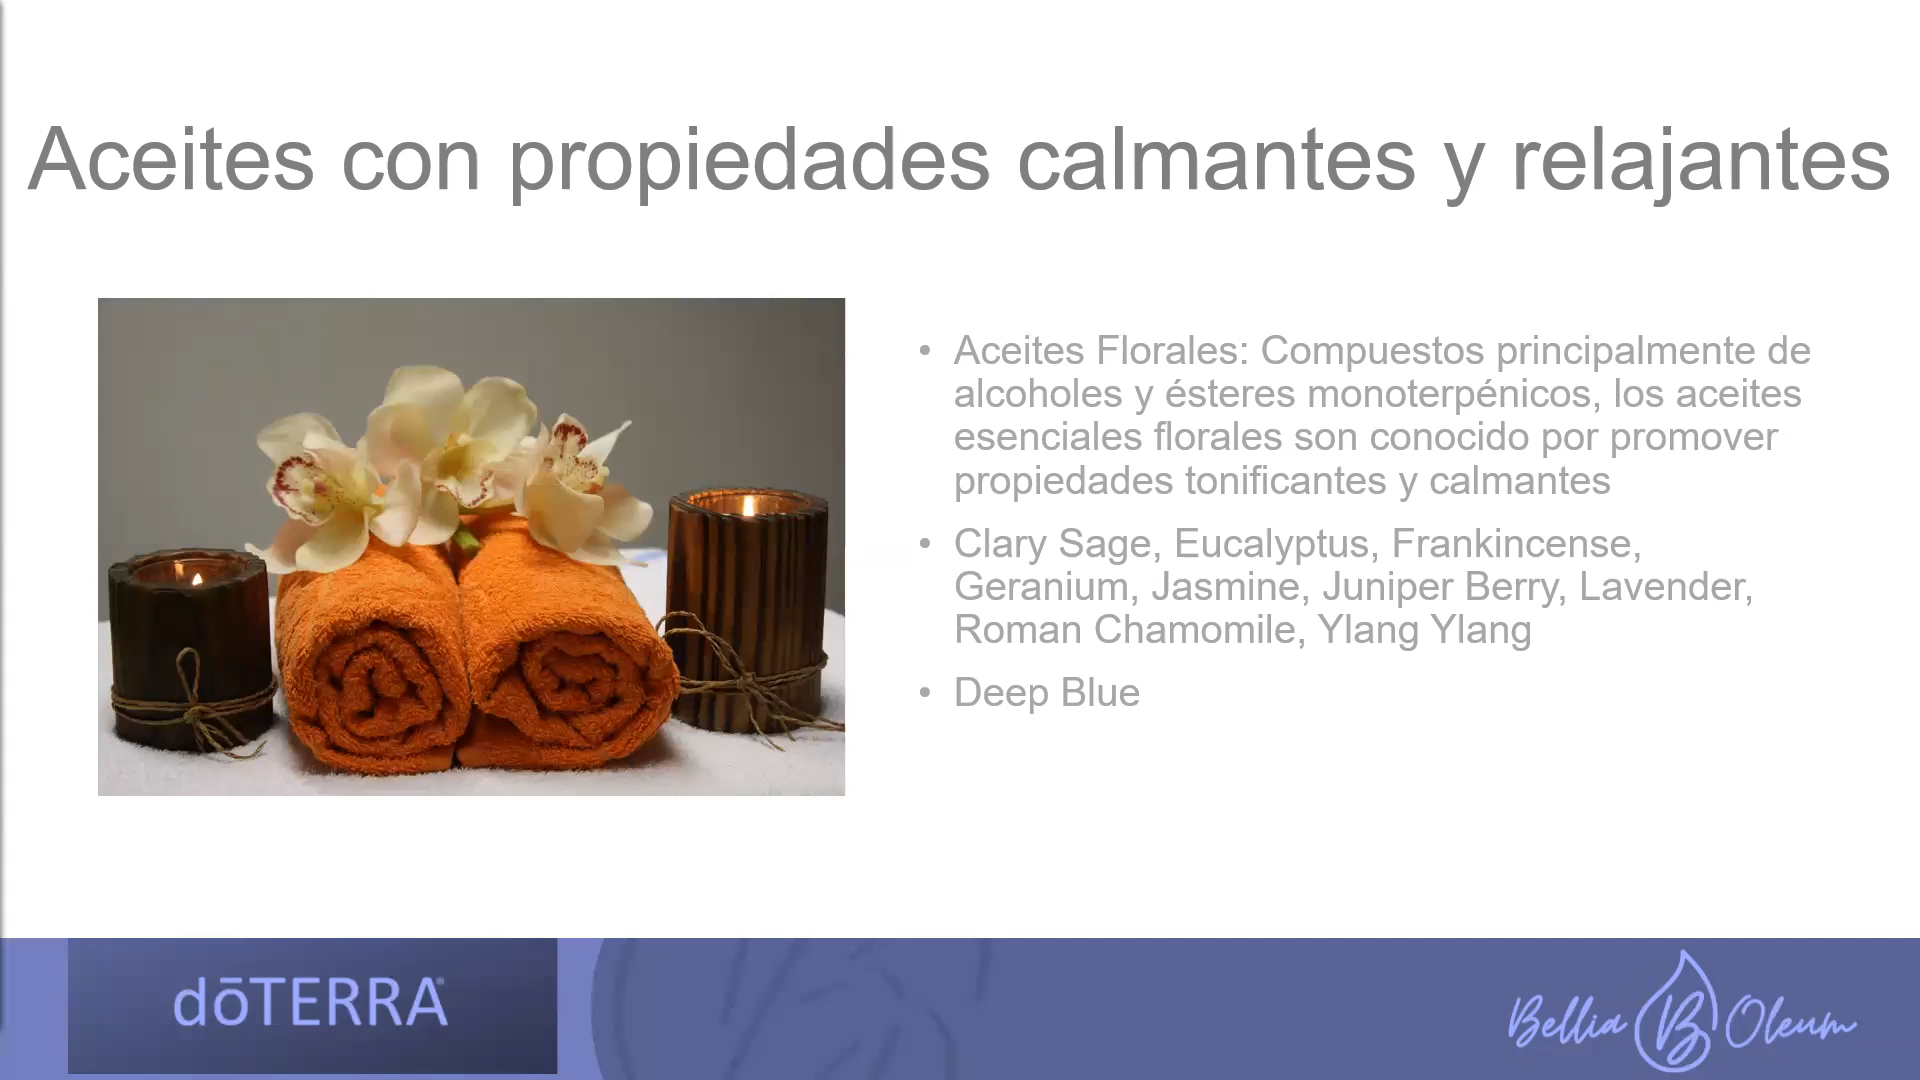 Aceites con propiedades calmantes y relajantes
• Aceites Florales: Compuestos principalmente de
alcoholes y ésteres monoterpénicos, los aceites
esenciales florales son conocido por promover
propiedades tonificantes y calmantes
• Clary Sage, Eucalyptus, Frankincense,
Geranium, Jasmine, Juniper Berry, Lavender,
Roman Chamomile, Ylang Ylang
• Deep Blue
dōTERRA®
Bellia B Oleum